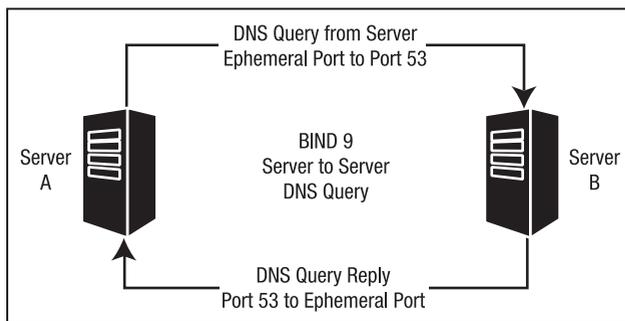 DNS Query from Server
Ephemeral Port to Port 53
Server
A
BIND 9
Server to Server
DNS Query
Server
B
DNS Query Reply
Port 53 to Ephemeral Port